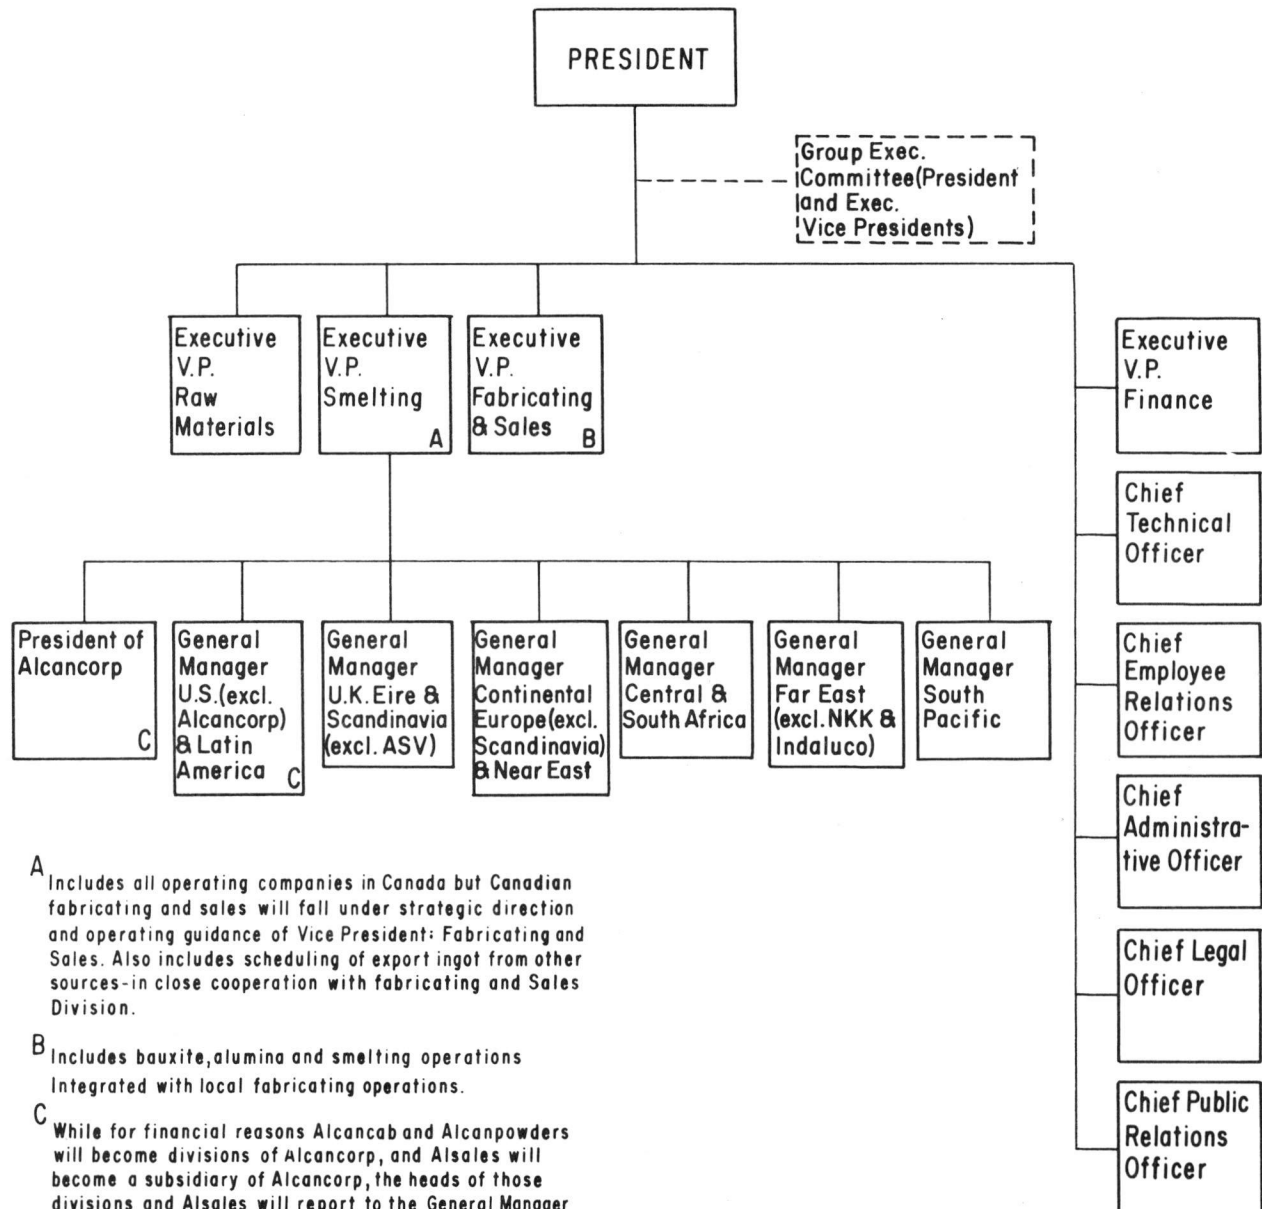 PRESIDENT
Group Exec.
Committee(President
and Exec.
Vice Presidents)
Executive
V.P.
Raw
Materials
Executive
V.P.
Smelting
A
Executive
V.P.
Fabricating
& Sales
B
Executive
V.P.
Finance
Chief
Technical
Officer
Chief
Employee
Relations
Officer
Chief
Administra-
tive Officer
Chief Legal
Officer
Chief Public
Relations
Officer
President of
Alcancorp
C
General
Manager
U.S.(excl.
Alcancorp)
& Latin
America
C
General
Manager
U.K. Eire &
Scandinavia
(excl. ASV)
General
Manager
Continental
Europe(excl.
Scandinavia)
& Near East
General
Manager
Central &
South Africa
General
Manager
Far East
(excl. NKK &
Indaluco)
General
Manager
South
Pacific
A
Includes all operating companies in Canada but Canadian
fabricating and sales will fall under strategic direction
and operating guidance of Vice President: Fabricating and
Sales. Also includes scheduling of export ingot from other
sources-in close cooperation with fabricating and Sales
Division.
B
Includes bauxite, alumina and smelting operations
Integrated with local fabricating operations.
C
While for financial reasons Alcancab and Alcanpowders
will become divisions of Alcancorp, and Alsales will
become a subsidiary of Alcancorp, the heads of those
divisions and Alsales will report to the General Manager